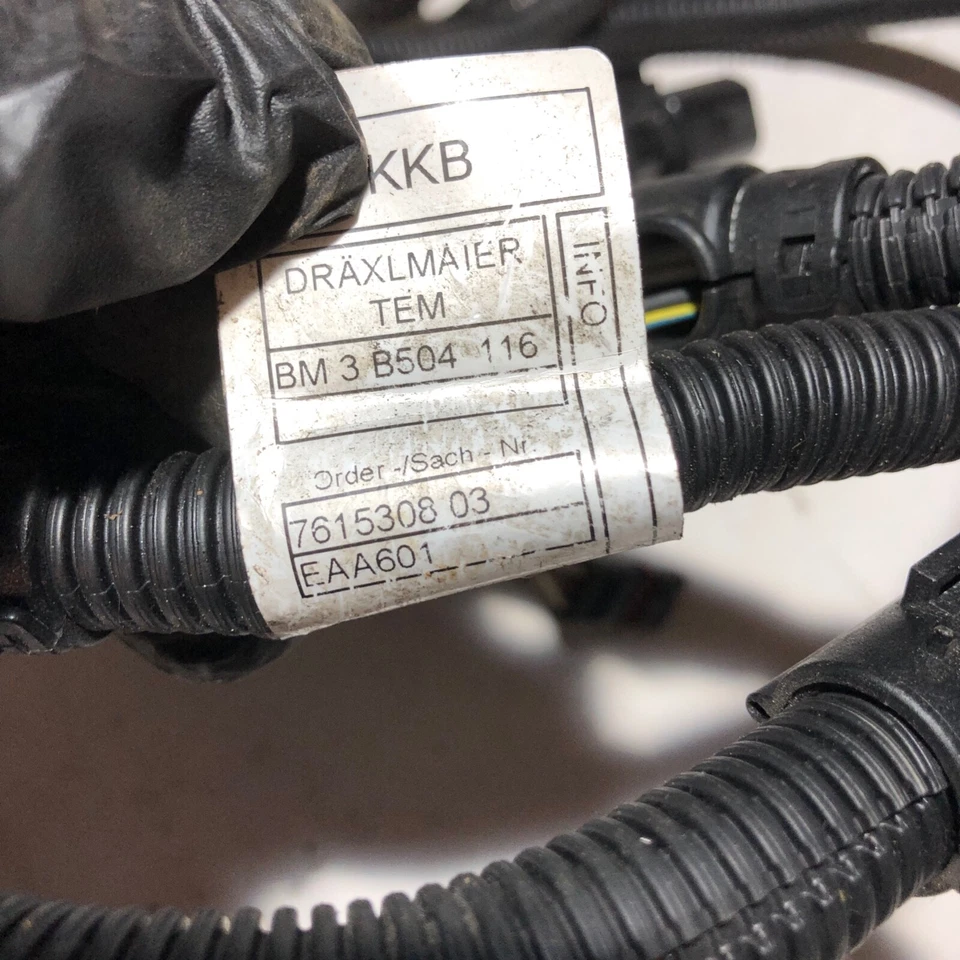 KKB
DRÄXLMAIER
TEM
INFO
BM 3 B504 116
Order -/Sach - Nr.
7615308 03
EAA601